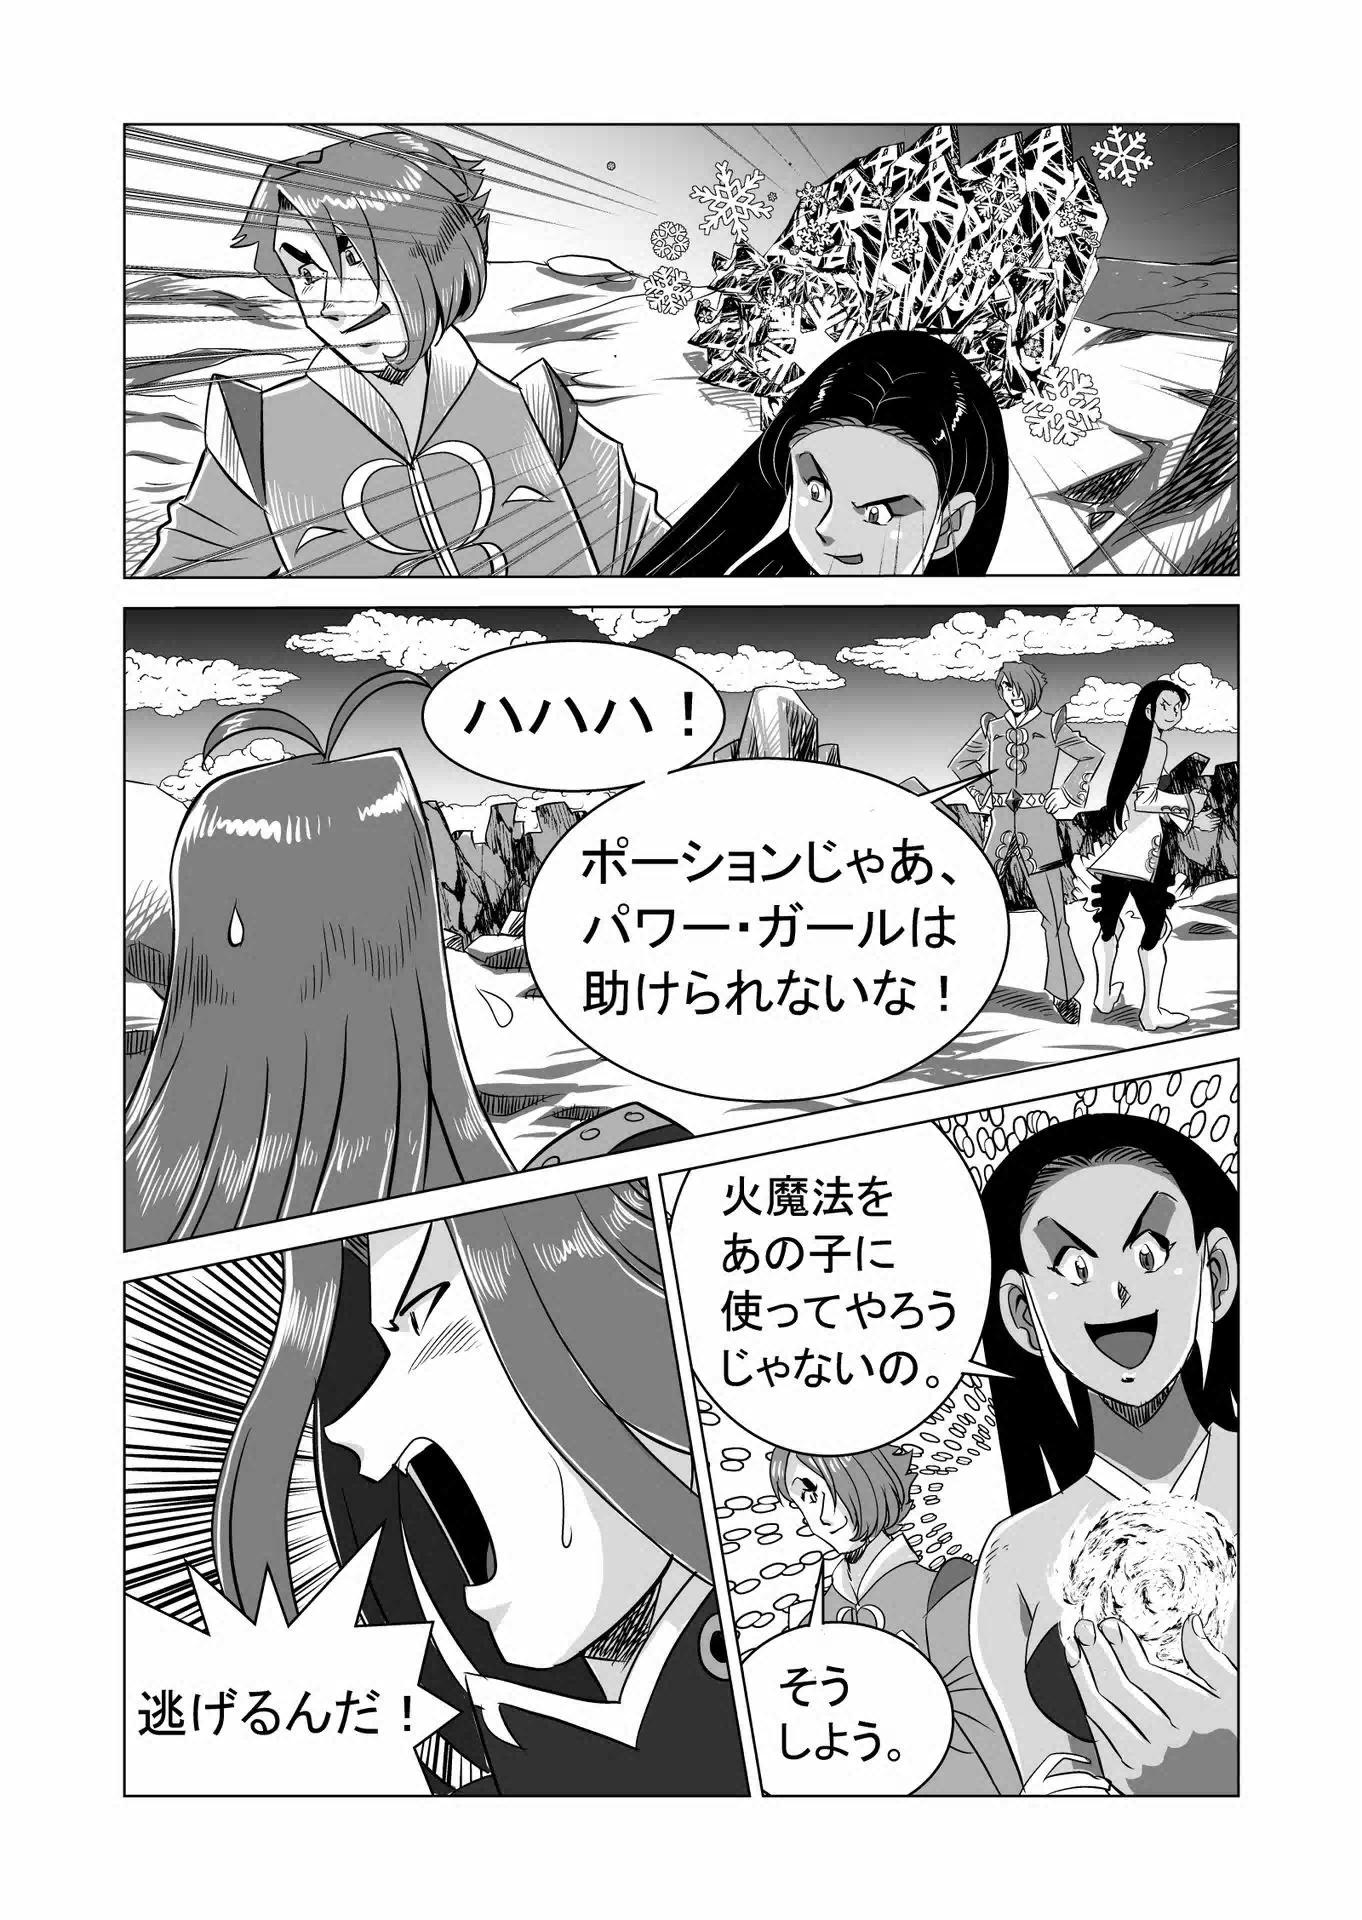 ハハハ！
ポーションじゃあ、
パワー・ガールは
助けられないな！
火魔法を
あの子に
使ってやろう
じゃないの。
そう
しよう。
逃げるんだ！